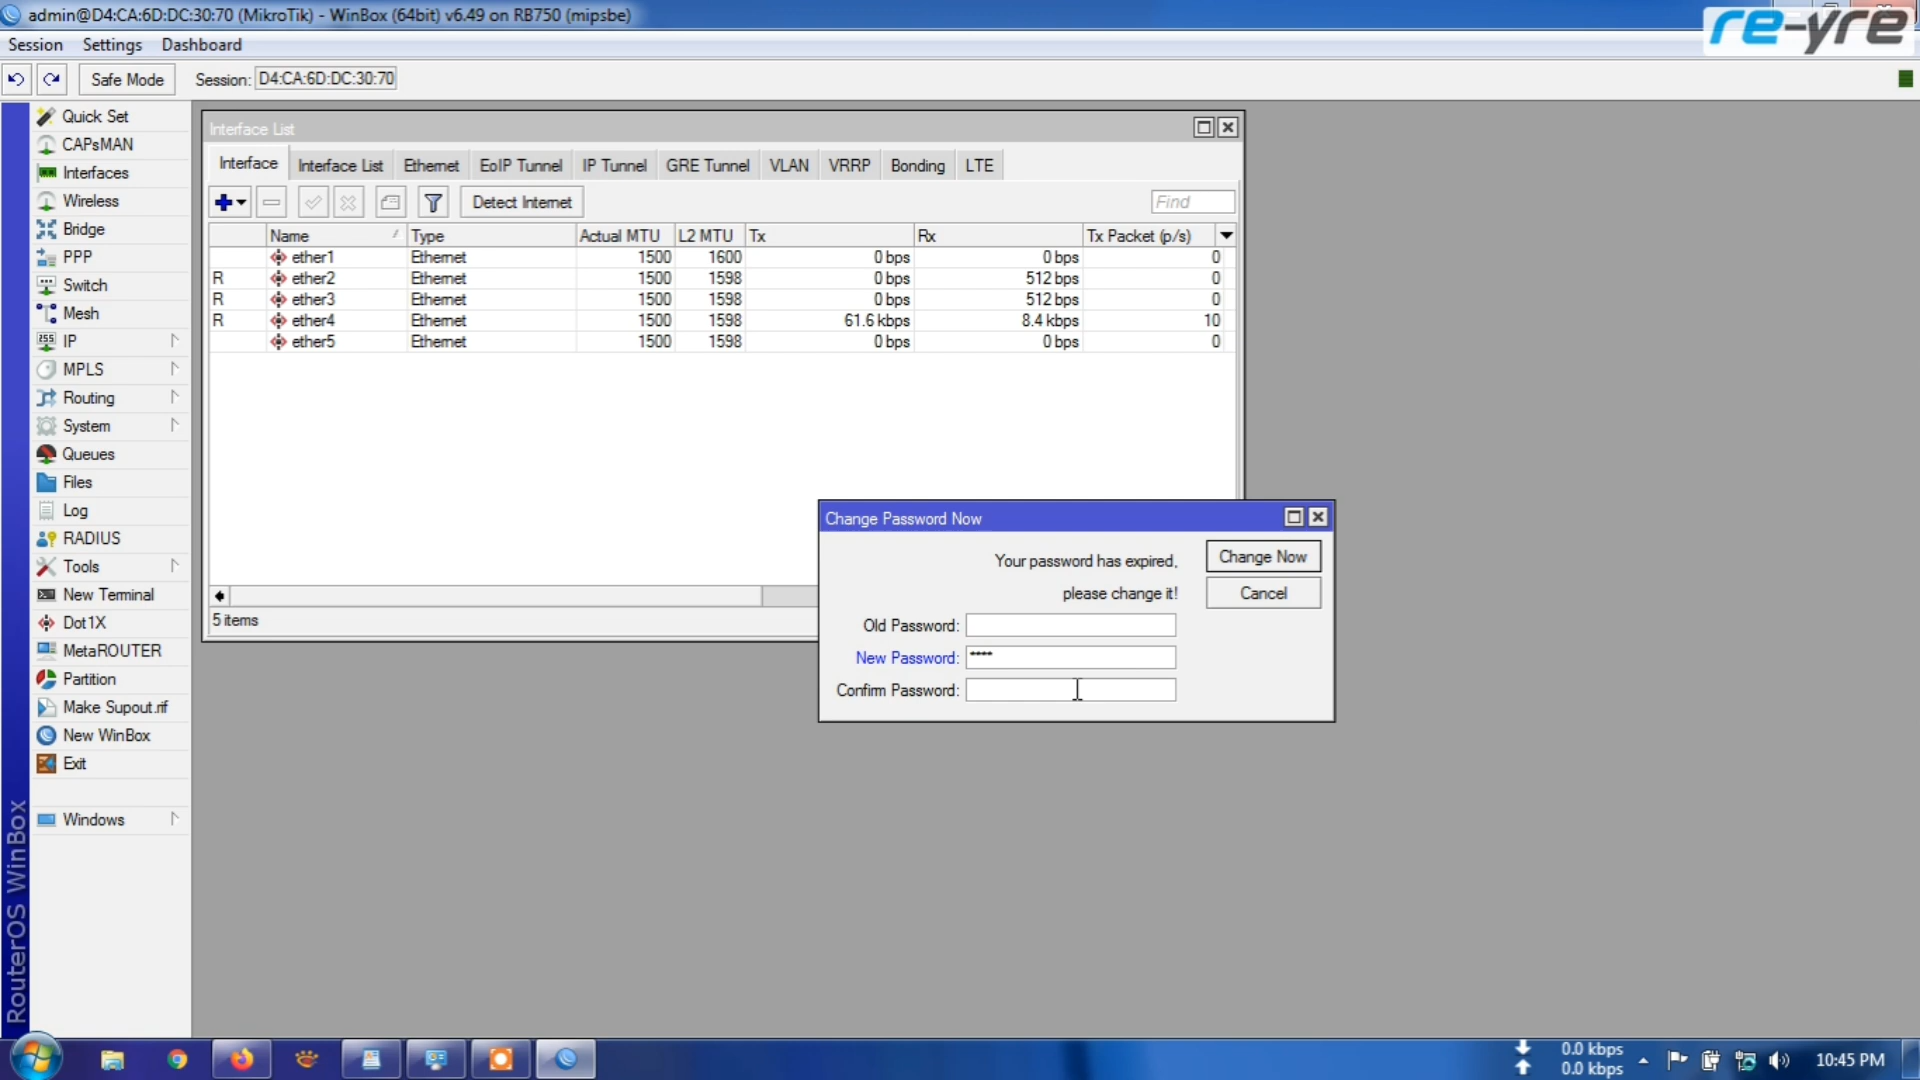 admin@D4:CA:6D:DC:30:70 (MikroTik) - WinBox (64bit) v6.49 on RB750 (mipsbe)
re-yre
Session Settings Dashboard
Safe Mode Session: D4:CA:6D:DC:30:70
Quick Set
CAPsMAN
Interfaces
Wireless
Bridge
PPP
Switch
Mesh
255 IP
MPLS
Routing
System
Queues
Files
Log
RADIUS
Tools
New Terminal
Dot1X
MetaROUTER
Partition
Make Supout.rif
New WinBox
Exit
Windows
RouterOS WinBox
Interface List
Interface Interface List Ethernet EoIP Tunnel IP Tunnel GRE Tunnel VLAN VRRP Bonding LTE
Detect Internet Find
Name Type Actual MTU L2 MTU Tx Rx Tx Packet (p/s)
ether1 Ethernet 1500 1600 0 bps 0 bps 0
R ether2 Ethernet 1500 1598 0 bps 512 bps 0
R ether3 Ethernet 1500 1598 0 bps 512 bps 0
R ether4 Ethernet 1500 1598 61.6 kbps 8.4 kbps 10
ether5 Ethernet 1500 1598 0 bps 0 bps 0
5 items
Change Password Now
Your password has expired,
please change it!
Change Now
Cancel
Old Password:
New Password: ****
Confirm Password:
0.0 kbps
0.0 kbps
10:45 PM